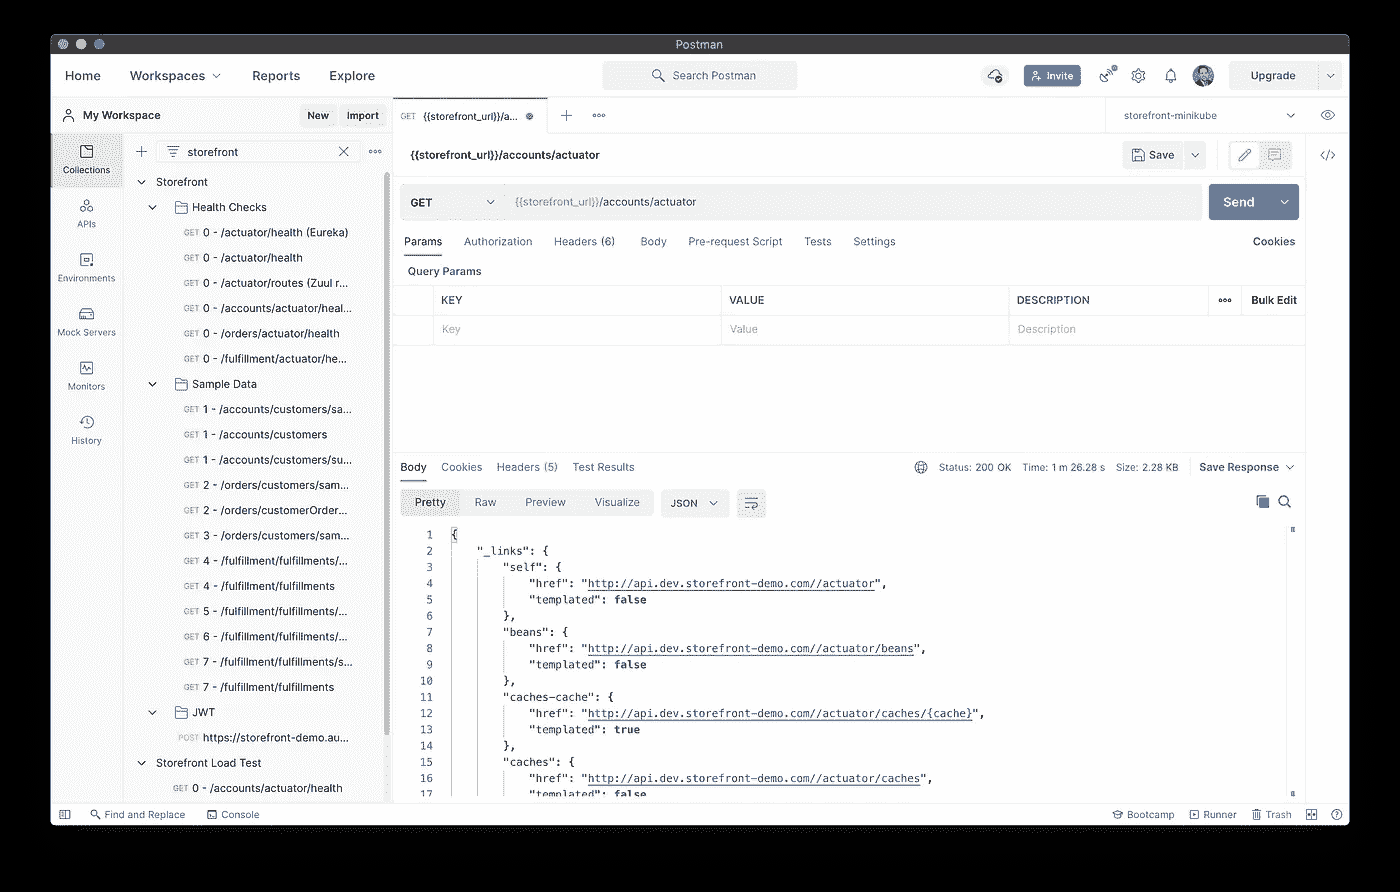 Postman
Home Workspaces Reports Explore Search Postman Invite Upgrade
My Workspace New Import
GET {{storefront_url}}/a...
storefront-minikube
Collections
APIs
Environments
Mock Servers
Monitors
History
storefront
Storefront
Health Checks
GET 0 - /actuator/health (Eureka)
GET 0 - /actuator/health
GET 0 - /actuator/routes (Zuul r...
GET 0 - /accounts/actuator/heal...
GET 0 - /orders/actuator/health
GET 0 - /fulfillment/actuator/he...
Sample Data
GET 1 - /accounts/customers/sa...
GET 1 - /accounts/customers
GET 1 - /accounts/customers/su...
GET 2 - /orders/customers/sam...
GET 2 - /orders/customerOrder...
GET 3 - /orders/customers/sam...
GET 4 - /fulfillment/fulfillments/...
GET 4 - /fulfillment/fulfillments
GET 5 - /fulfillment/fulfillments/...
GET 6 - /fulfillment/fulfillments/...
GET 7 - /fulfillment/fulfillments/s...
GET 7 - /fulfillment/fulfillments
JWT
POST https://storefront-demo.au...
Storefront Load Test
GET 0 - /accounts/actuator/health
{{storefront_url}}/accounts/actuator
Save
GET {{storefront_url}}/accounts/actuator
Send
Params Authorization Headers (6) Body Pre-request Script Tests Settings Cookies
Query Params
KEY VALUE DESCRIPTION Bulk Edit
Key Value Description
Body Cookies Headers (5) Test Results Status: 200 OK Time: 1 m 26.28 s Size: 2.28 KB Save Response
Pretty Raw Preview Visualize JSON
1 {
2 "_links": {
3 "self": {
4 "href": "http://api.dev.storefront-demo.com//actuator",
5 "templated": false
6 },
7 "beans": {
8 "href": "http://api.dev.storefront-demo.com//actuator/beans",
9 "templated": false
10 },
11 "caches-cache": {
12 "href": "http://api.dev.storefront-demo.com//actuator/caches/{cache}",
13 "templated": true
14 },
15 "caches": {
16 "href": "http://api.dev.storefront-demo.com//actuator/caches",
17 "templated": false
Find and Replace Console Bootcamp Runner Trash